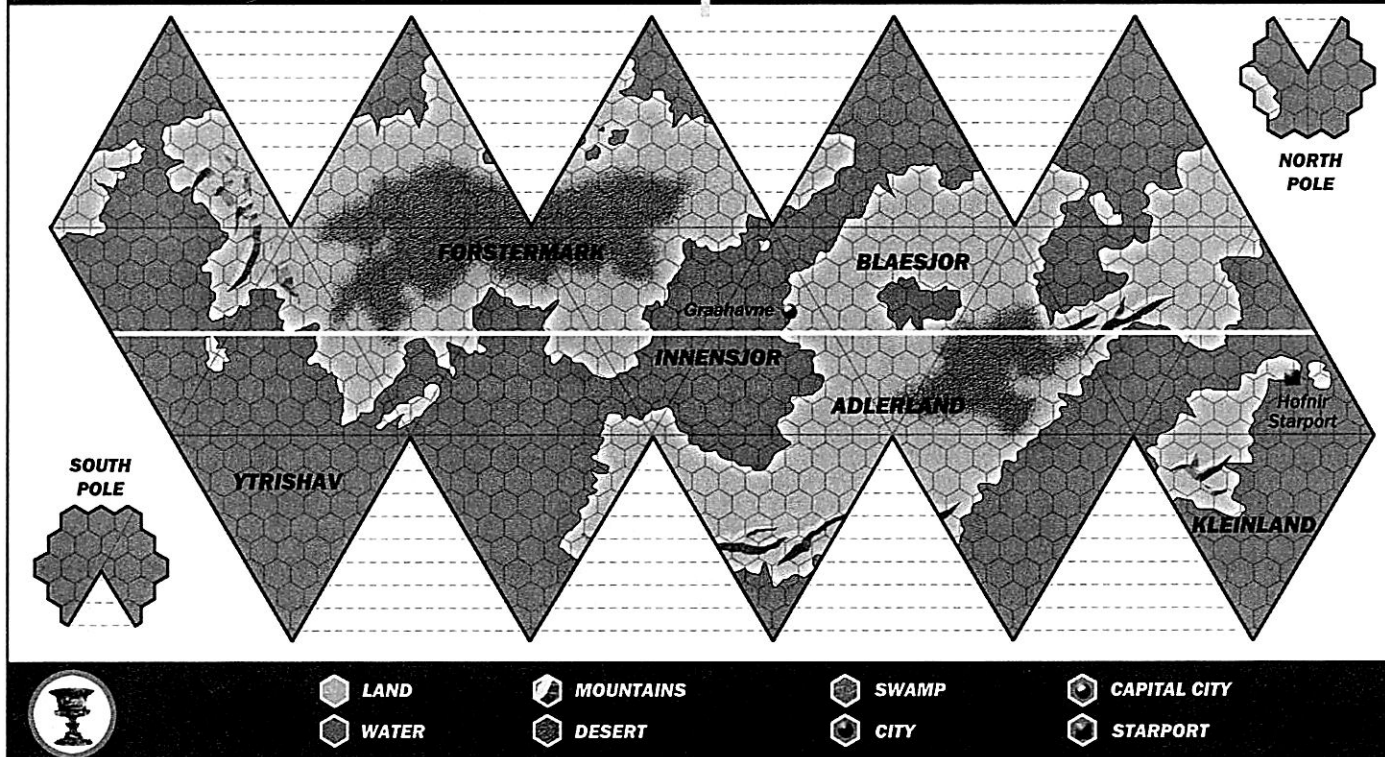 NORTH
POLE
FORSTERMARK
BLAESJOR
Graahavne
INNENSJOR
ADLERLAND
Hofnir
Starport
SOUTH
POLE
YTRISHAV
KLEINLAND
LAND
MOUNTAINS
SWAMP
CAPITAL CITY
WATER
DESERT
CITY
STARPORT